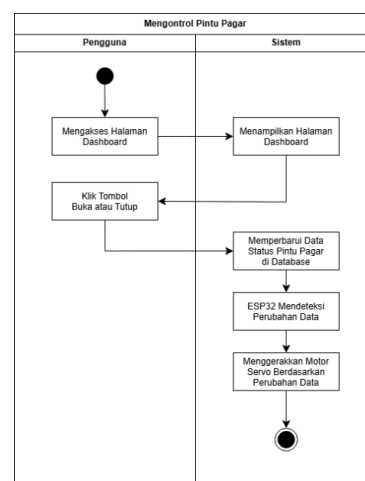 Mengontrol Pintu Pagar
Pengguna
Sistem
Mengakses Halaman
Dashboard
Menampilkan Halaman
Dashboard
Klik Tombol
Buka atau Tutup
Memperbarui Data
Status Pintu Pagar
di Database
ESP32 Mendeteksi
Perubahan Data
Menggerakkan Motor
Servo Berdasarkan
Perubahan Data